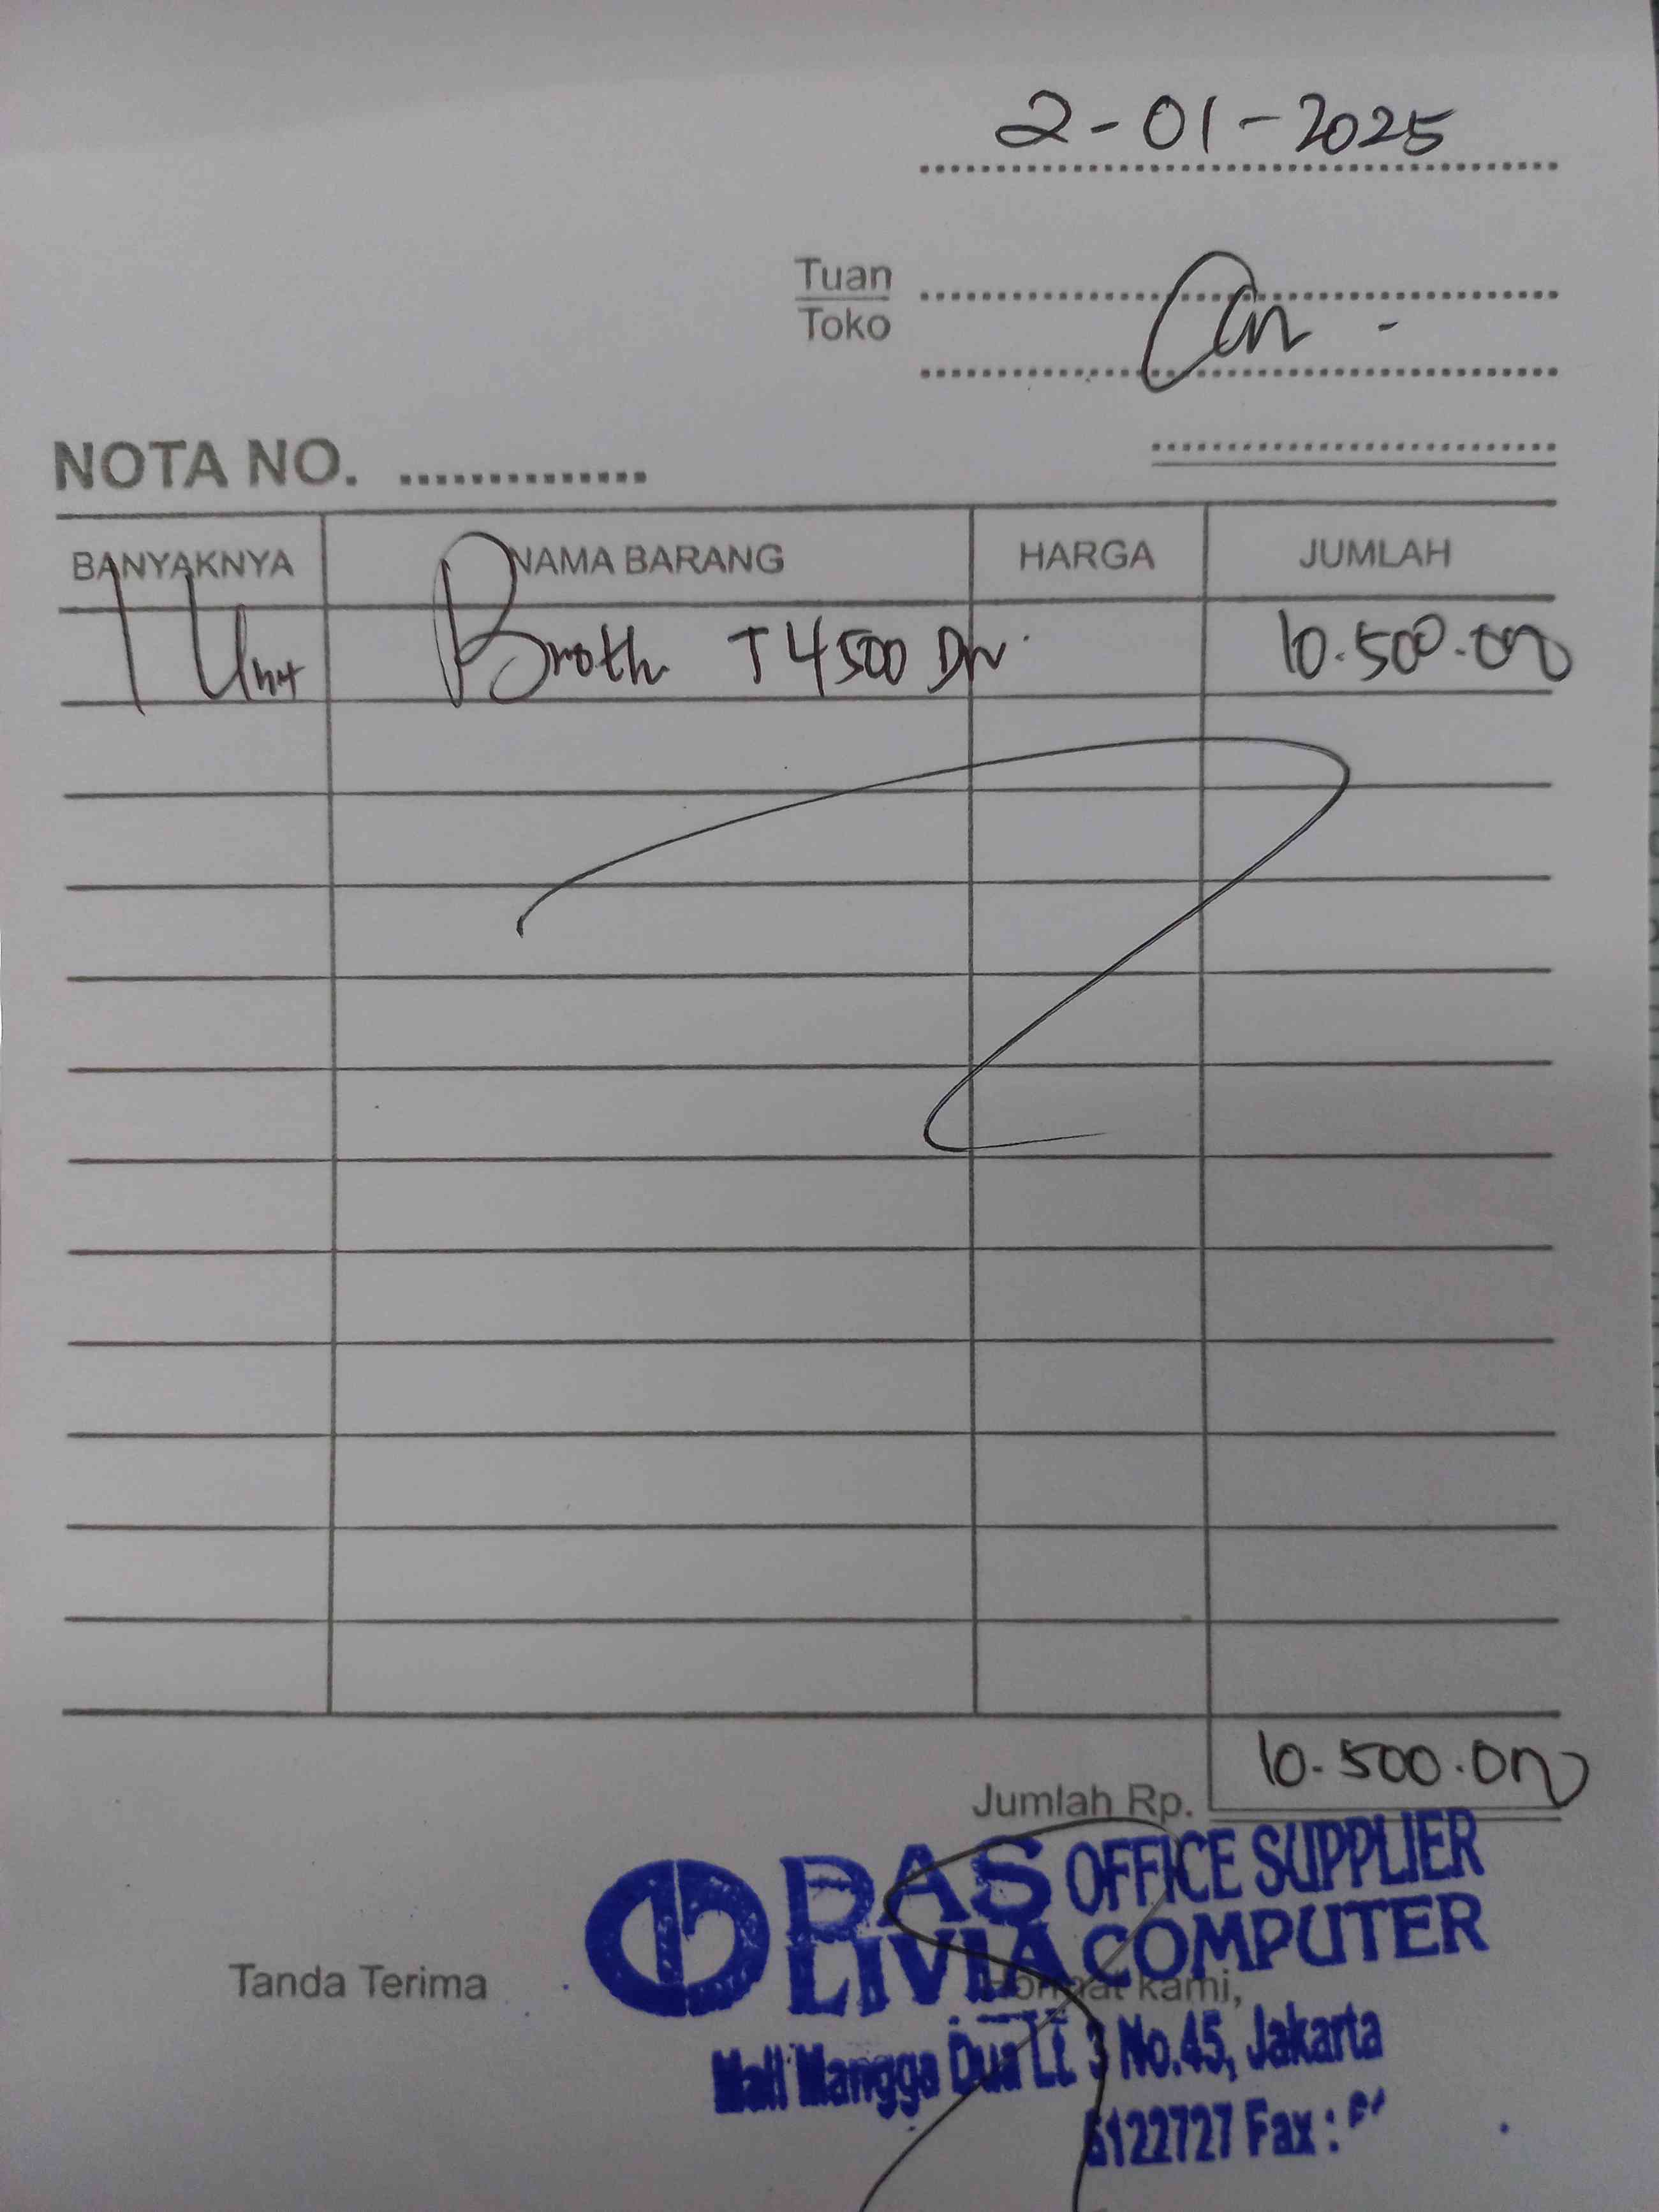 2-01-2025
Tuan
Toko
NOTA NO.
BANYAKNYA NAMA BARANG HARGA JUMLAH
1 Unit Broth T4500 DW 10.500.000
Jumlah Rp. 10.500.000
DAS OFFICE SUPPLIER
LIVIA COMPUTER
Tanda Terima Hormat kami,
Mall Mangga Dua Lt. 3 No.45, Jakarta
6122727 Fax :